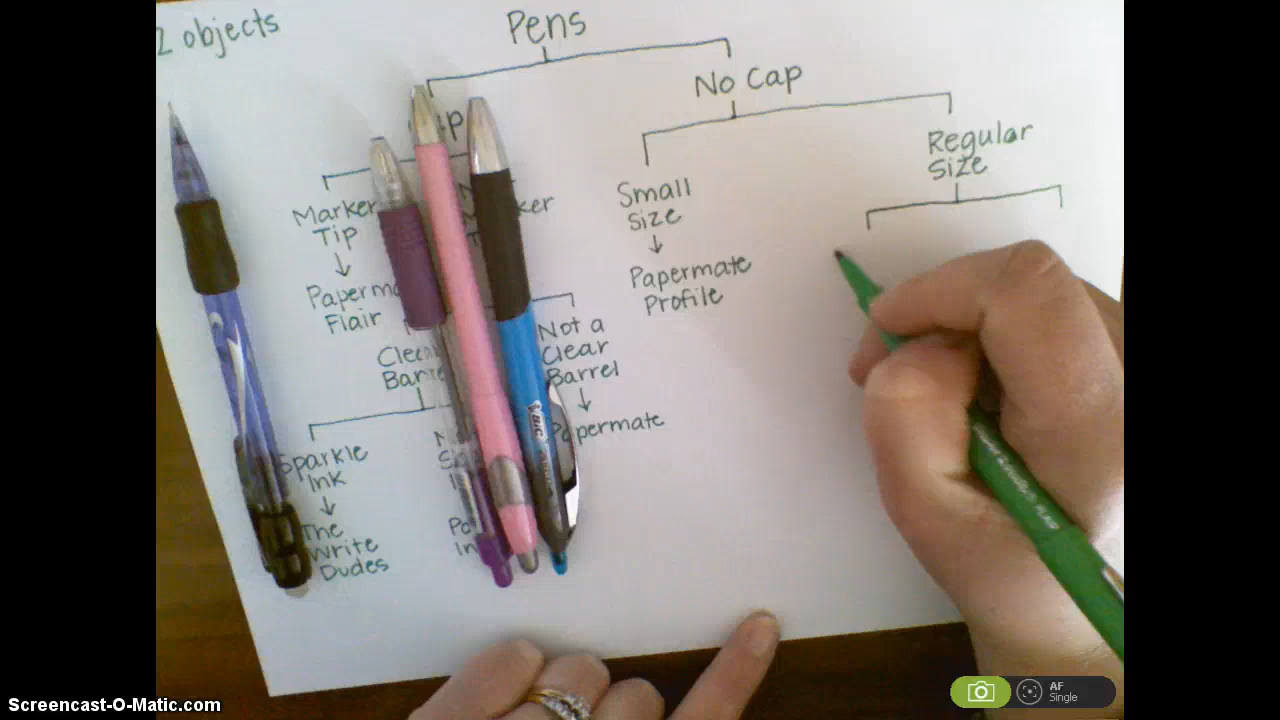 2 objects
Pens
No Cap
Regular
Size
Small
Size
Papermate
Profile
Marker
Tip
Flair
Not a
Clear
Barrel
Papermate
Sparkle
Ink
The
Write
Dudes
BIC
Screencast-O-Matic.com
AF
Single